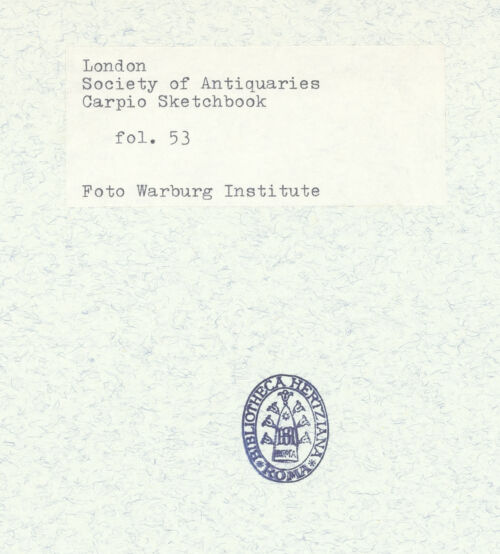 London
Society of Antiquaries
Carpio Sketchbook
fol. 53
Foto Warburg Institute
BIBLIOTHECA HERTZIANA
ROMA